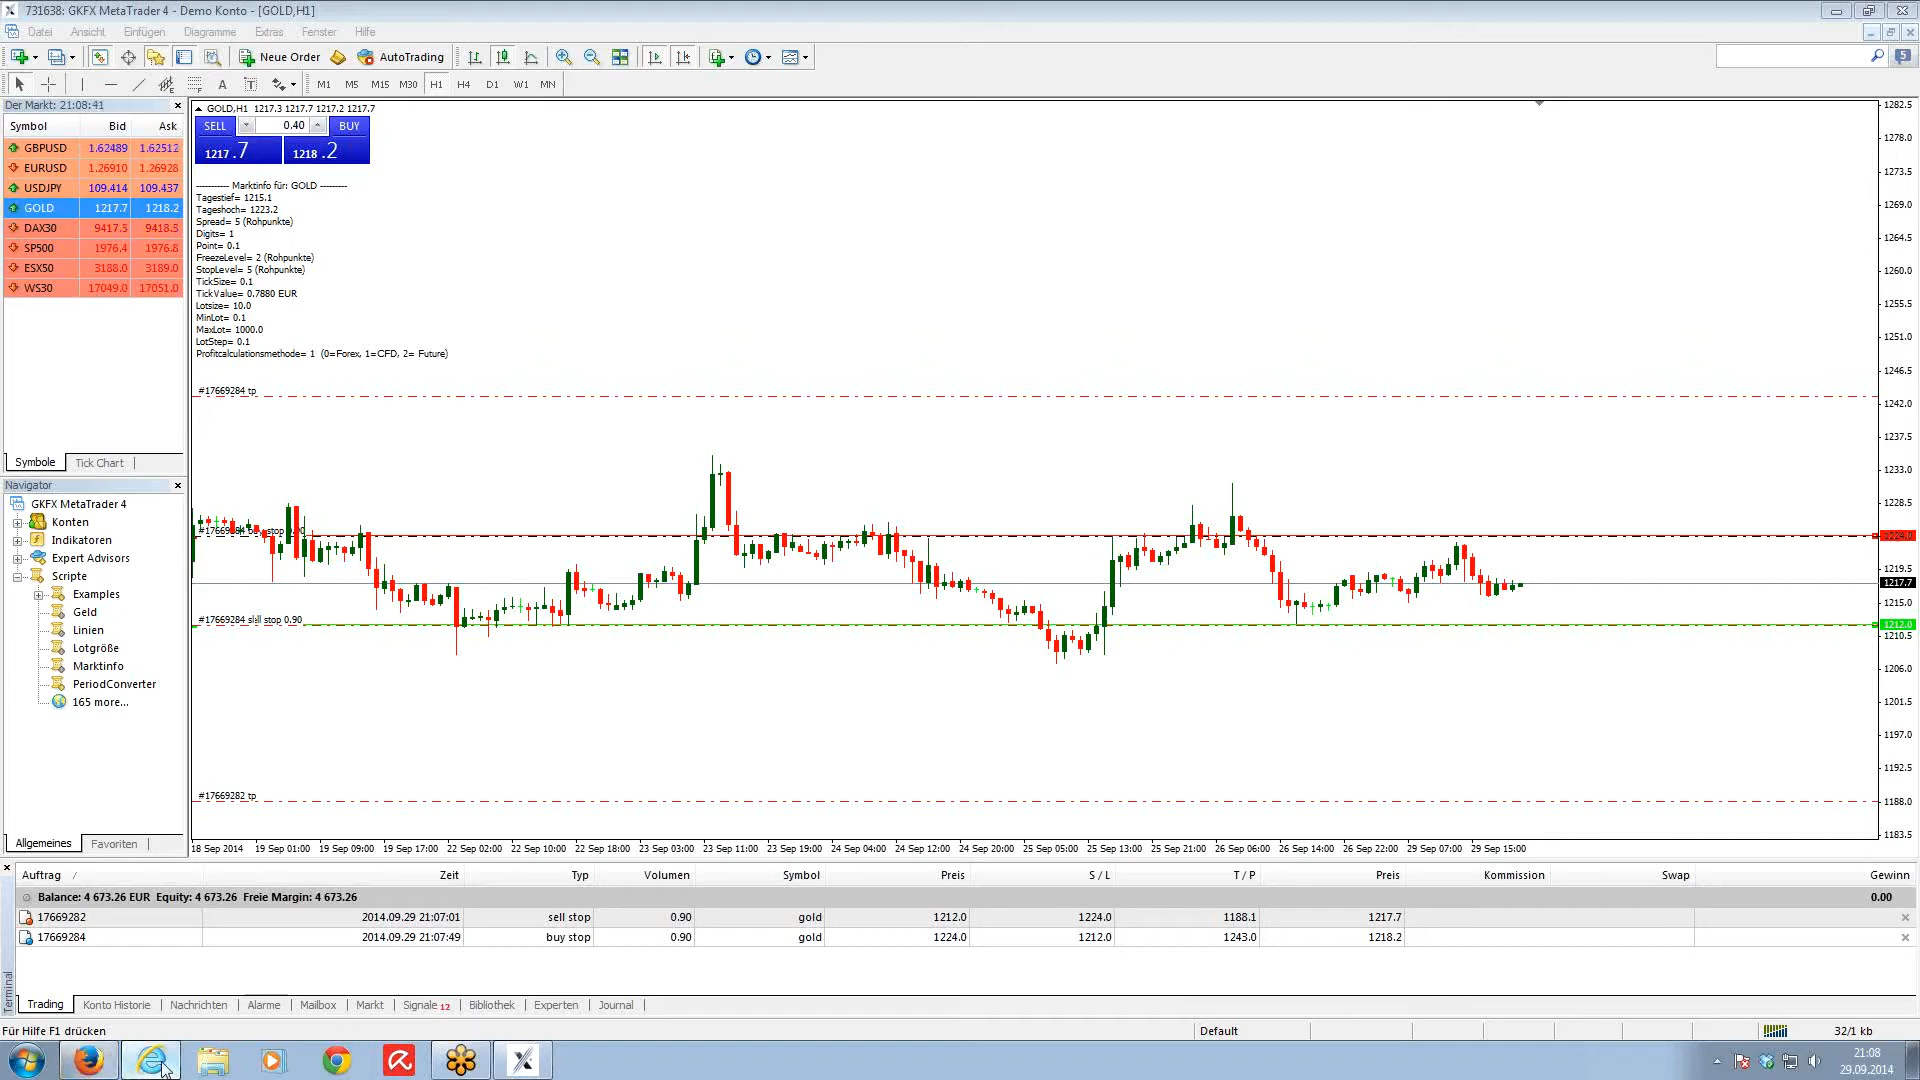 731638: GKFX MetaTrader 4 - Demo Konto - [GOLD,H1]
Datei Ansicht Einfügen Diagramme Extras Fenster Hilfe
Neue Order AutoTrading
5
A T M1 M5 M15 M30 H1 H4 D1 W1 MN
Der Markt: 21:08:41
Symbol Bid Ask
GBPUSD 1.62489 1.62512
EURUSD 1.26910 1.26928
USDJPY 109.414 109.437
GOLD 1217.7 1218.2
DAX30 9417.5 9418.5
SP500 1976.4 1976.8
ESX50 3188.0 3189.0
WS30 17049.0 17051.0
Symbole Tick Chart
Navigator
GKFX MetaTrader 4
Konten
Indikatoren
Expert Advisors
Scripte
Examples
Geld
Linien
Lotgröße
Marktinfo
PeriodConverter
165 more...
Allgemeines Favoriten
GOLD,H1 1217.3 1217.7 1217.2 1217.7
SELL 0.40 BUY
1217.7 1218.2
----------- Marktinfo für: GOLD ---------
Tagestief= 1215.1
Tageshoch= 1223.2
Spread= 5 (Rohpunkte)
Digits= 1
Point= 0.1
FreezeLevel= 2 (Rohpunkte)
StopLevel= 5 (Rohpunkte)
TickSize= 0.1
TickValue= 0.7880 EUR
Lotsize= 10.0
MinLot= 0.1
MaxLot= 1000.0
LotStep= 0.1
Profitcalculationsmethode= 1 (0=Forex, 1=CFD, 2= Future)
#17669284 tp
stop 0.90
#17669284 stop 0.90
#17669282 tp
1282.5
1278.0
1273.5
1269.0
1264.5
1260.0
1255.5
1251.0
1246.5
1242.0
1237.5
1233.0
1228.5
1224.0
1219.5
1217.7
1215.0
1212.0
1210.5
1206.0
1201.5
1197.0
1192.5
1188.0
1183.5
18 Sep 2014 19 Sep 01:00 19 Sep 09:00 19 Sep 17:00 22 Sep 02:00 22 Sep 10:00 22 Sep 18:00 23 Sep 03:00 23 Sep 11:00 23 Sep 19:00 24 Sep 04:00 24 Sep 12:00 24 Sep 20:00 25 Sep 05:00 25 Sep 13:00 25 Sep 21:00 26 Sep 06:00 26 Sep 14:00 26 Sep 22:00 29 Sep 07:00 29 Sep 15:00
Auftrag / Zeit Typ Volumen Symbol Preis S / L T / P Preis Kommission Swap Gewinn
Balance: 4 673.26 EUR Equity: 4 673.26 Freie Margin: 4 673.26 0.00
17669282 2014.09.29 21:07:01 sell stop 0.90 gold 1212.0 1224.0 1188.1 1217.7
17669284 2014.09.29 21:07:49 buy stop 0.90 gold 1224.0 1212.0 1243.0 1218.2
Terminal
Trading Konto Historie Nachrichten Alarme Mailbox Markt Signale 12 Bibliothek Experten Journal
Für Hilfe F1 drücken Default 32/1 kb
21:08
29.09.2014